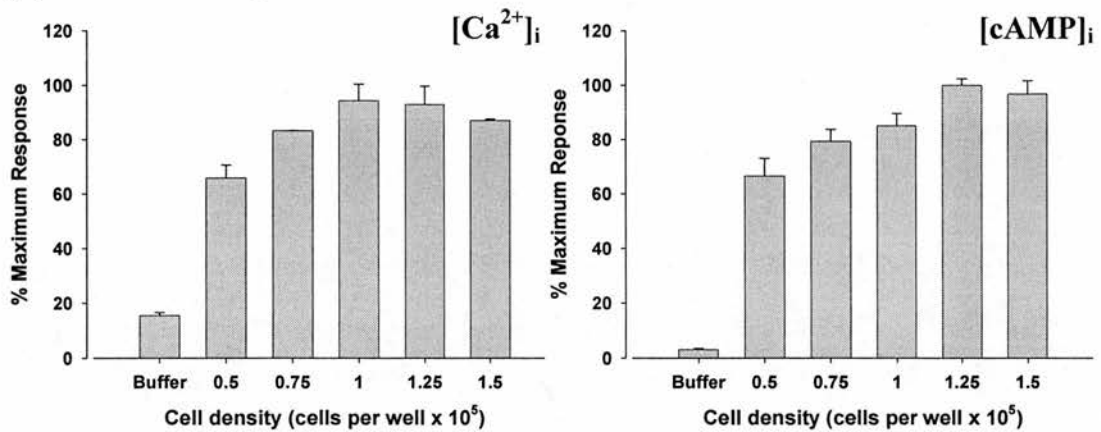 [Ca²⁺]ᵢ
% Maximum Response
120
100
80
60
40
20
0
Buffer 0.5 0.75 1 1.25 1.5
Cell density (cells per well x 10⁵)
[cAMP]ᵢ
% Maximum Reponse
120
100
80
60
40
20
0
Buffer 0.5 0.75 1 1.25 1.5
Cell density (cells per well x 10⁵)